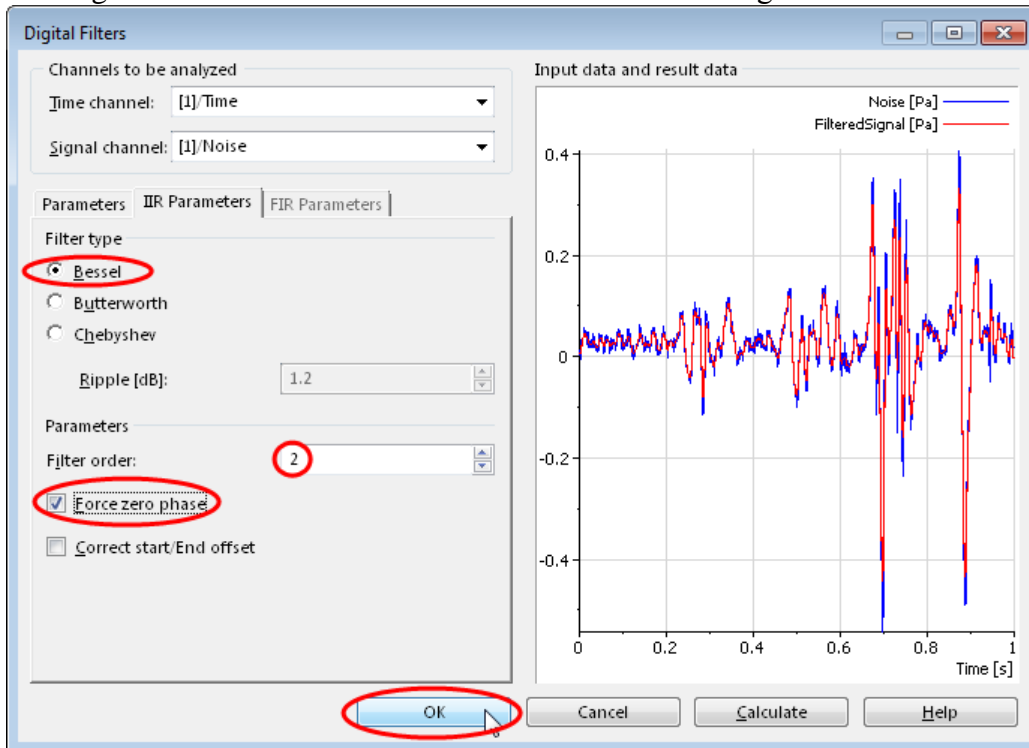 Digital Filters
Channels to be analyzed
Time channel: [1]/Time
Signal channel: [1]/Noise
Parameters IIR Parameters FIR Parameters
Filter type
Bessel
Butterworth
Chebyshev
Ripple [dB]: 1.2
Parameters
Filter order: 2
Force zero phase
Correct start/End offset
Input data and result data
Noise [Pa]
FilteredSignal [Pa]
0.4
0.2
0
-0.2
-0.4
0 0.2 0.4 0.6 0.8 1
Time [s]
OK Cancel Calculate Help